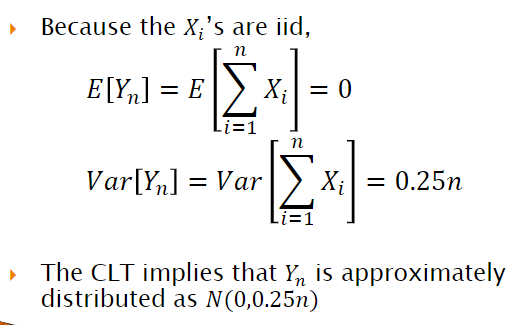 Because the X_i's are iid,
E[Y_n] = E[∑_{i=1}^{n} X_i] = 0
Var[Y_n] = Var[∑_{i=1}^{n} X_i] = 0.25n
The CLT implies that Y_n is approximately
distributed as N(0,0.25n)